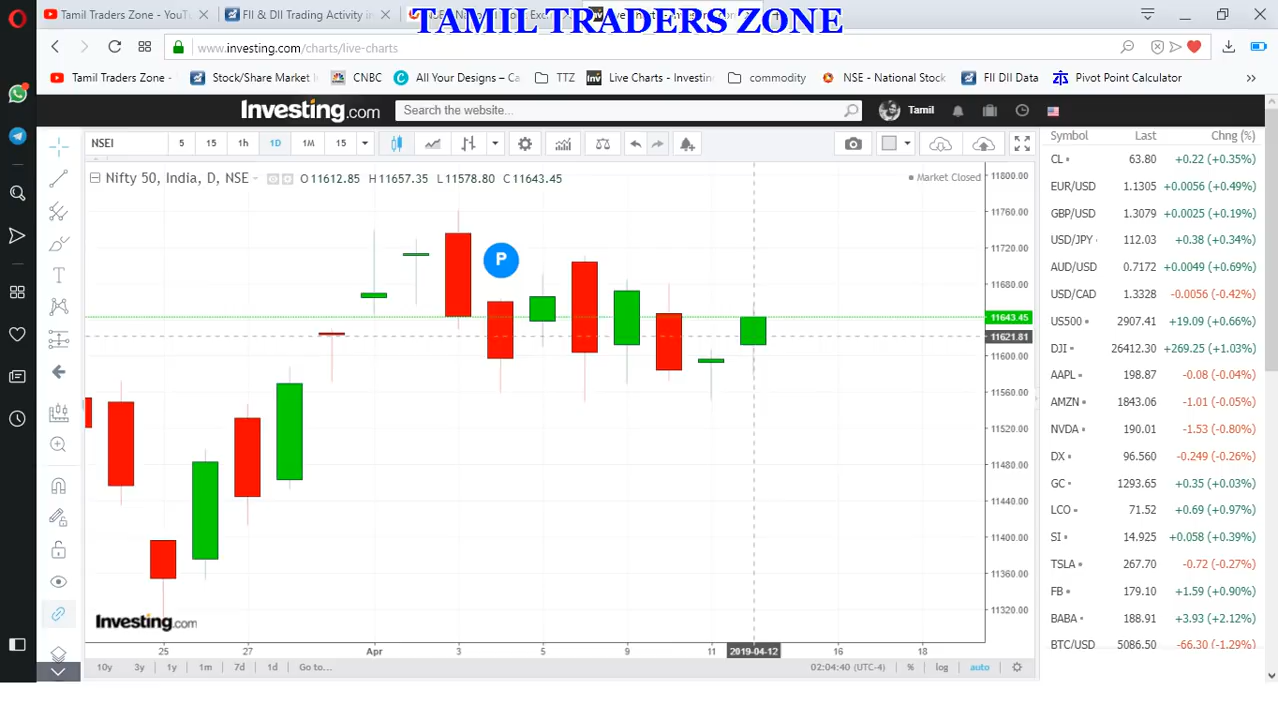 Tamil Traders Zone - YouT
FII & DII Trading Activity in
TAMIL TRADERS ZONE
www.investing.com/charts/live-charts
Tamil Traders Zone -
Stock/Share Market
CNBC
All Your Designs – Ca
TTZ
Live Charts - Investin
commodity
NSE - National Stock
FII DII Data
Pivot Point Calculator
Investing.com
Search the website...
Tamil
NSEI
5
15
1h
1D
1M
15
Nifty 50, India, D, NSE
O 11612.85 H 11657.35 L 11578.80 C 11643.45
Market Closed
P
11800.00
11760.00
11720.00
11680.00
11643.45
11621.81
11600.00
11560.00
11520.00
11480.00
11440.00
11400.00
11360.00
11320.00
Investing.com
25
27
Apr
3
5
9
11
2019-04-12
16
18
10y
3y
1y
1m
7d
1d
Go to...
02:04:40 (UTC-4)
%
log
auto
Symbol Last Chng (%)
CL 63.80 +0.22 (+0.35%)
EUR/USD 1.1305 +0.0056 (+0.49%)
GBP/USD 1.3079 +0.0025 (+0.19%)
USD/JPY 112.03 +0.38 (+0.34%)
AUD/USD 0.7172 +0.0049 (+0.69%)
USD/CAD 1.3328 -0.0056 (-0.42%)
US500 2907.41 +19.09 (+0.66%)
DJI 26412.30 +269.25 (+1.03%)
AAPL 198.87 -0.08 (-0.04%)
AMZN 1843.06 -1.01 (-0.05%)
NVDA 190.01 -1.53 (-0.80%)
DX 96.560 -0.249 (-0.26%)
GC 1293.65 +0.35 (+0.03%)
LCO 71.52 +0.69 (+0.97%)
SI 14.925 +0.058 (+0.39%)
TSLA 267.70 -0.72 (-0.27%)
FB 179.10 +1.59 (+0.90%)
BABA 188.91 +3.93 (+2.12%)
BTC/USD 5086.50 -66.30 (-1.29%)